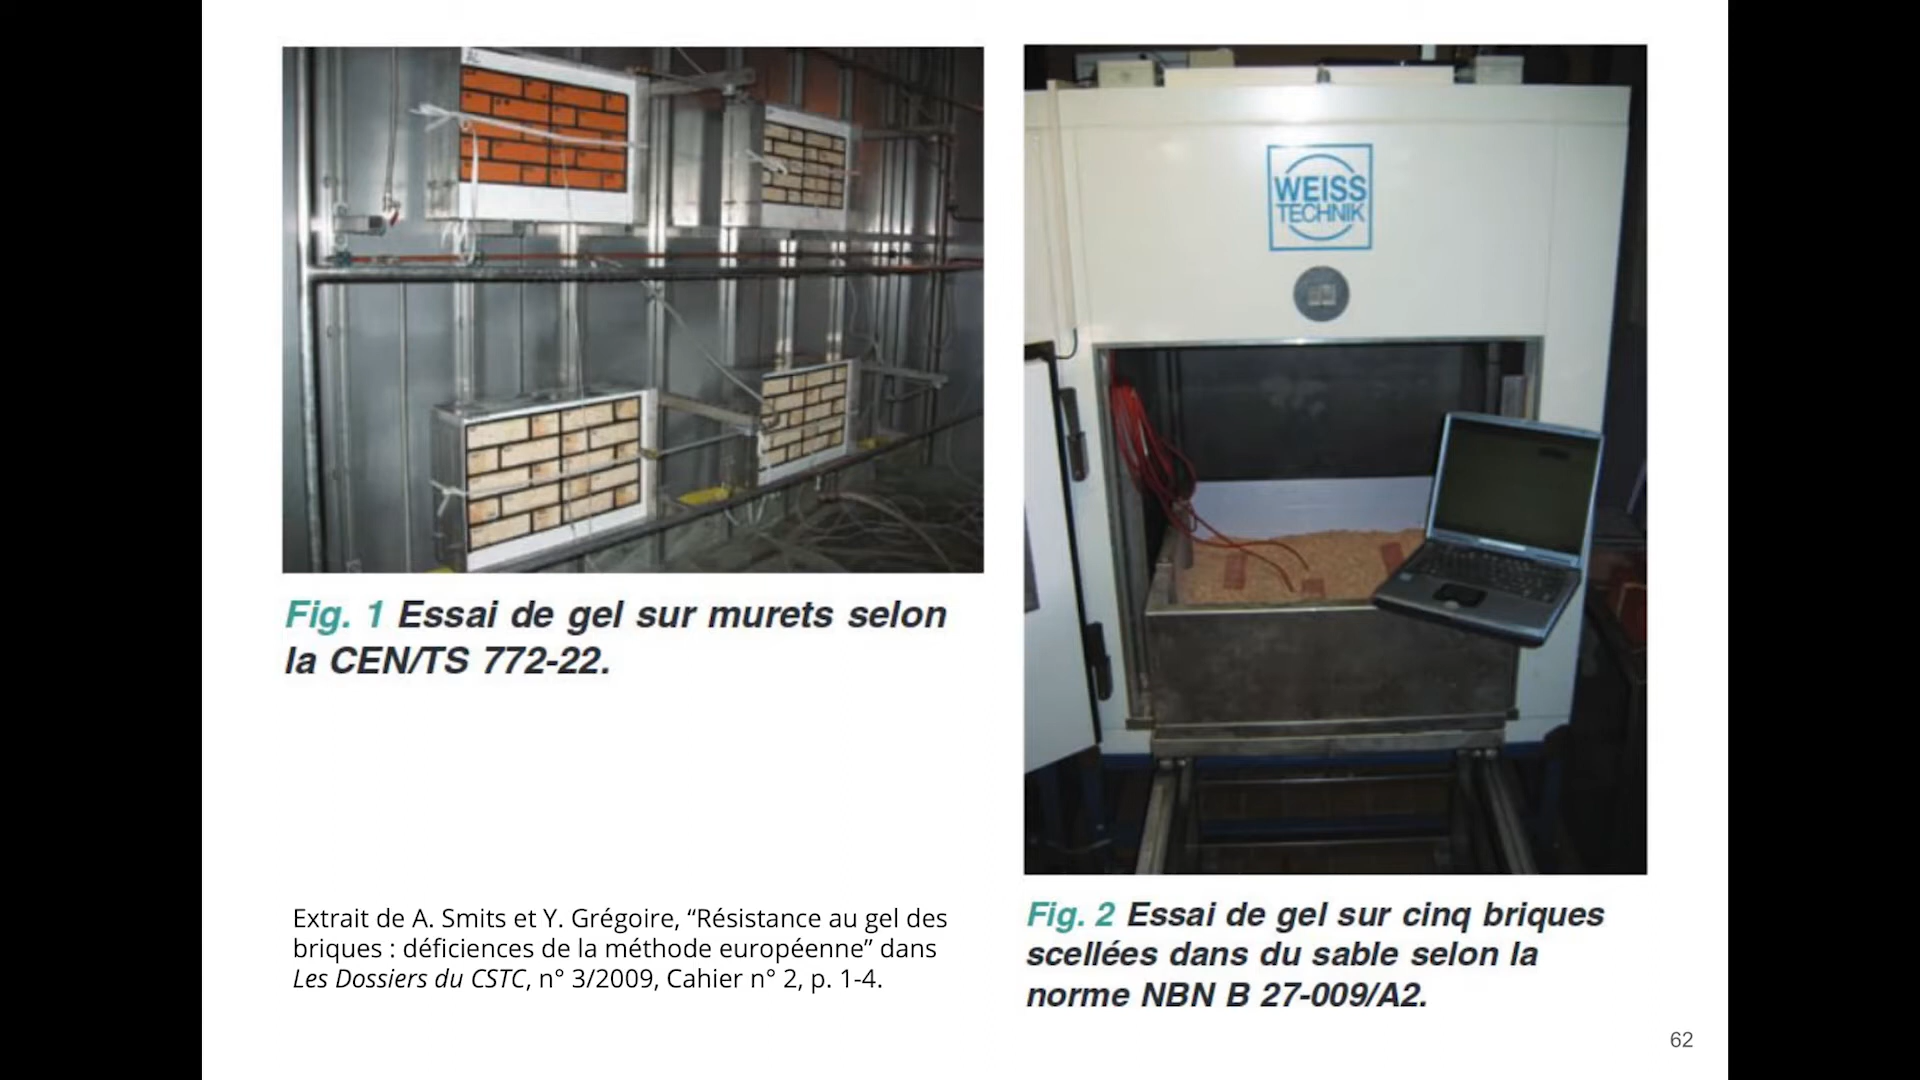 WEISS
TECHNIK
Fig. 1 Essai de gel sur murets selon
la CEN/TS 772-22.
Extrait de A. Smits et Y. Grégoire, “Résistance au gel des
briques : déficiences de la méthode européenne” dans
Les Dossiers du CSTC, n° 3/2009, Cahier n° 2, p. 1-4.
Fig. 2 Essai de gel sur cinq briques
scellées dans du sable selon la
norme NBN B 27-009/A2.
62